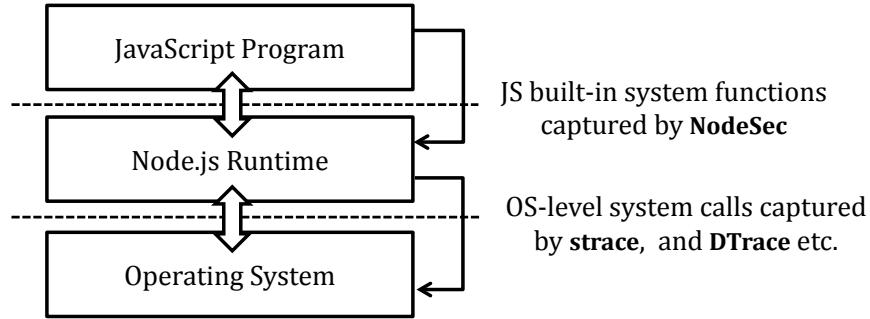 JavaScript Program
JS built-in system functions
captured by NodeSec
Node.js Runtime
OS-level system calls captured
by strace, and DTrace etc.
Operating System